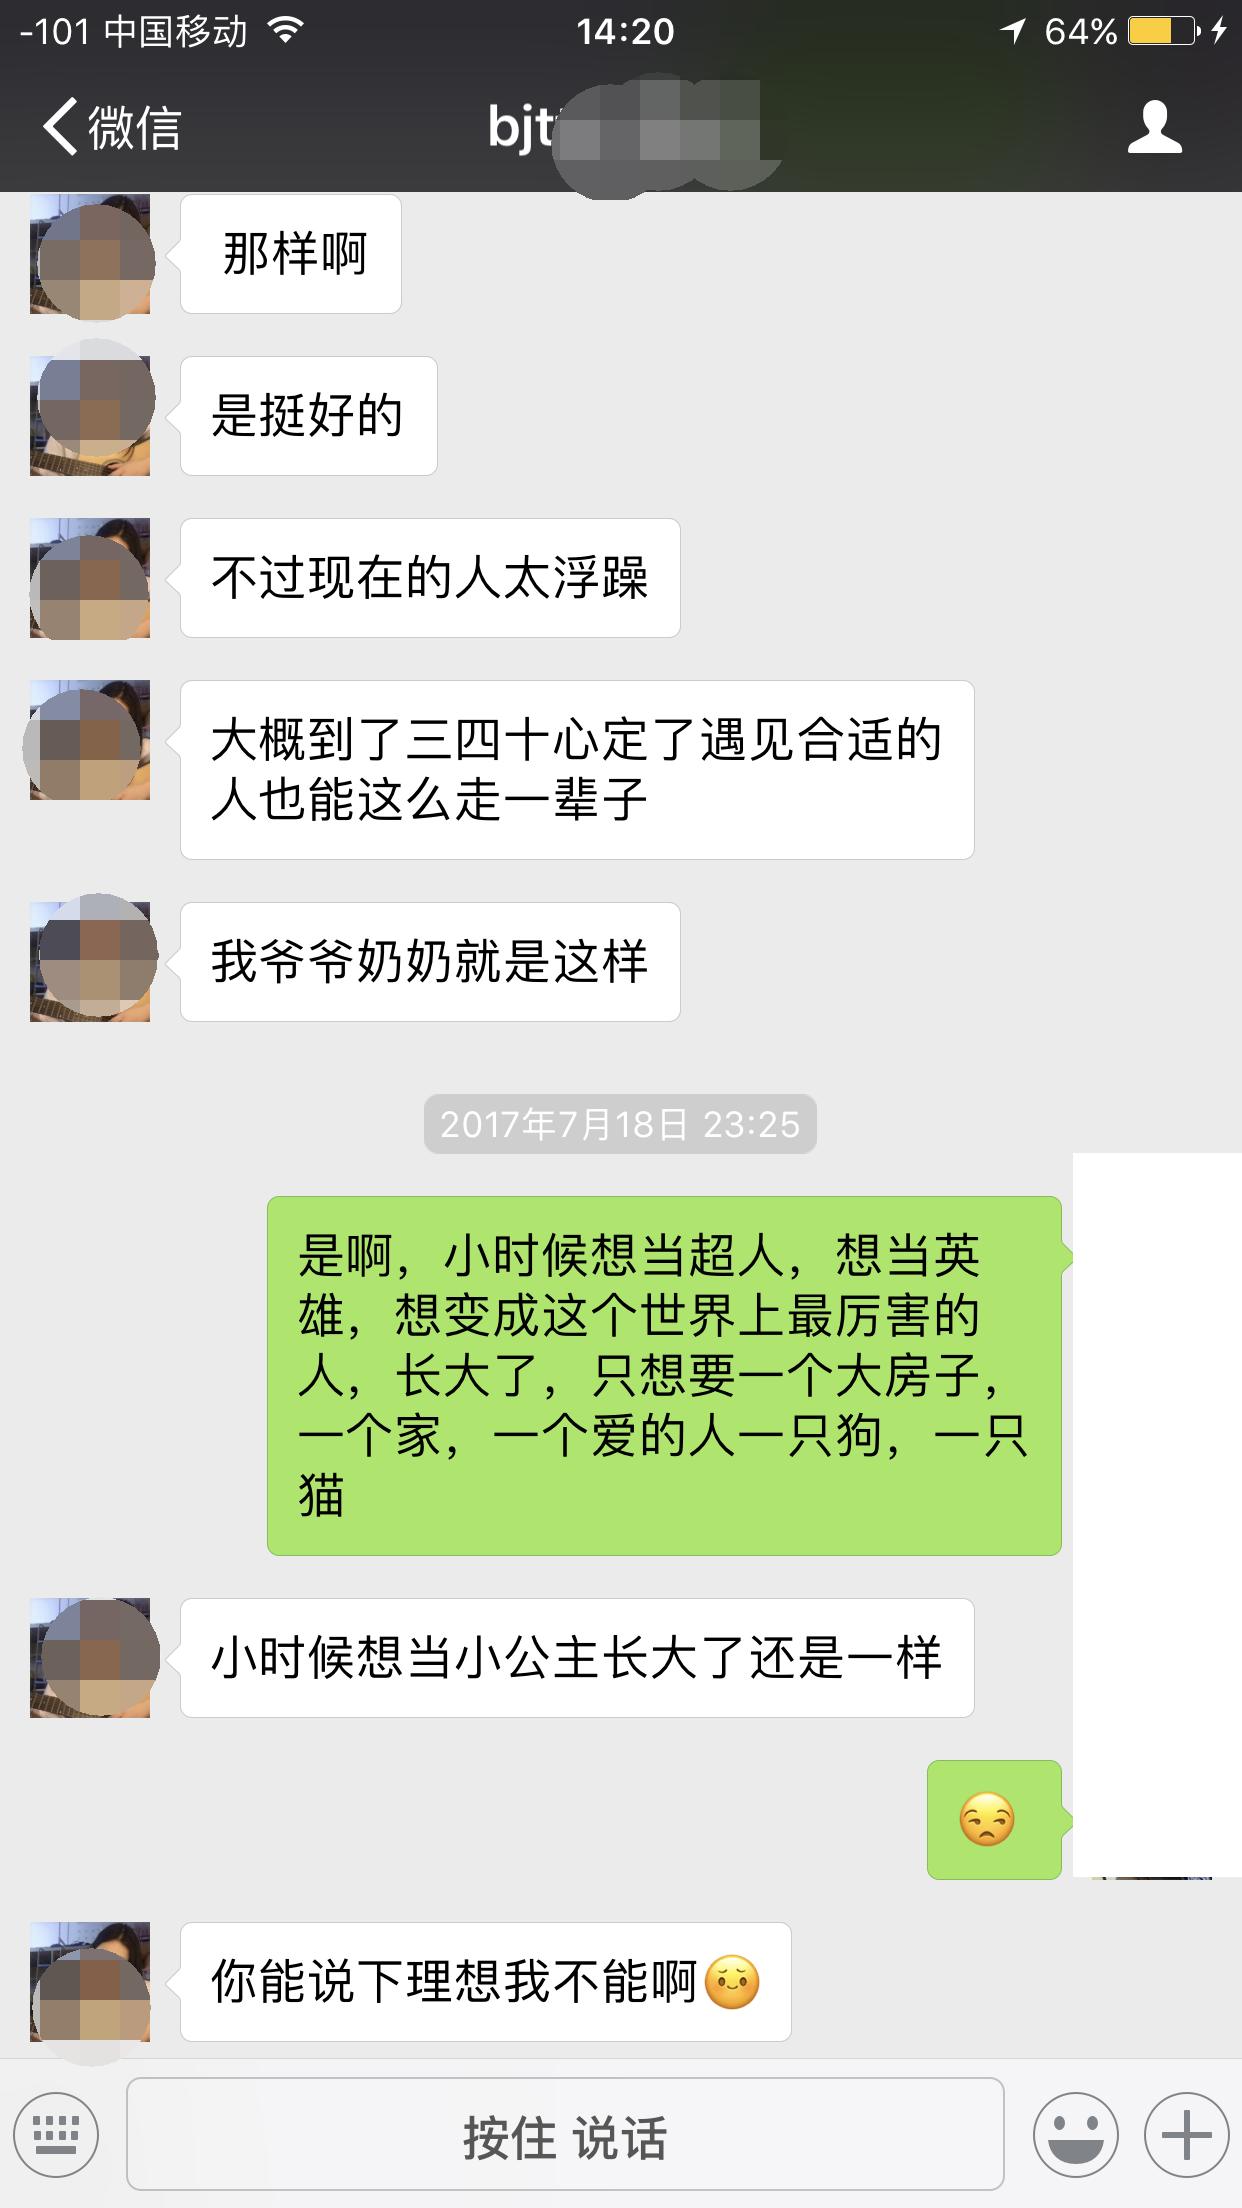 -101 中国移动 14:20 64%
微信 bjt
那样啊
是挺好的
不过现在的人太浮躁
大概到了三四十心定了遇见合适的
人也能这么走一辈子
我爷爷奶奶就是这样
2017年7月18日 23:25
是啊，小时候想当超人，想当英
雄，想变成这个世界上最厉害的
人，长大了，只想要一个大房子，
一个家，一个爱的人一只狗，一只
猫
小时候想当小公主长大了还是一样
😒
你能说下理想我不能啊☺️
按住 说话